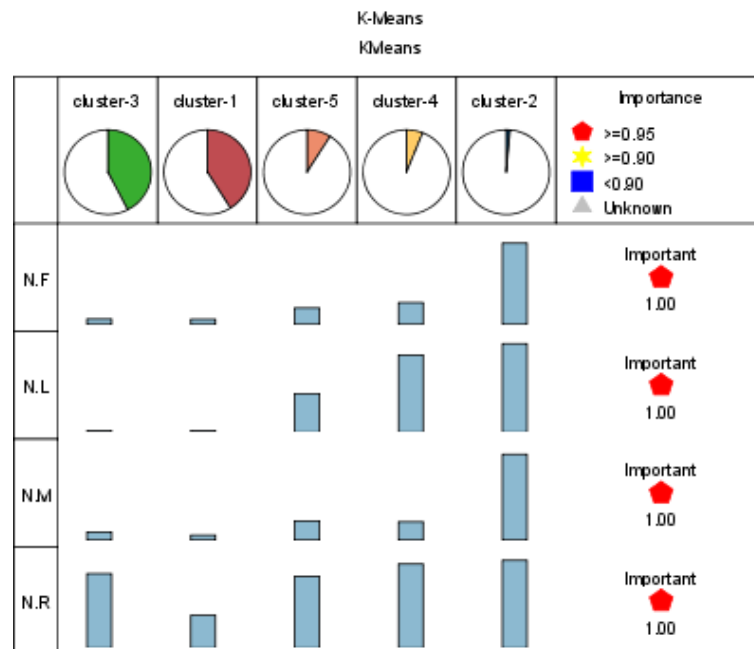 K-Means
KMeans
cluster-3 cluster-1 cluster-5 cluster-4 cluster-2 Importance
>=0.95
>=0.90
<0.90
Unknown
N.F
Important
1.00
N.L
Important
1.00
N.M
Important
1.00
N.R
Important
1.00